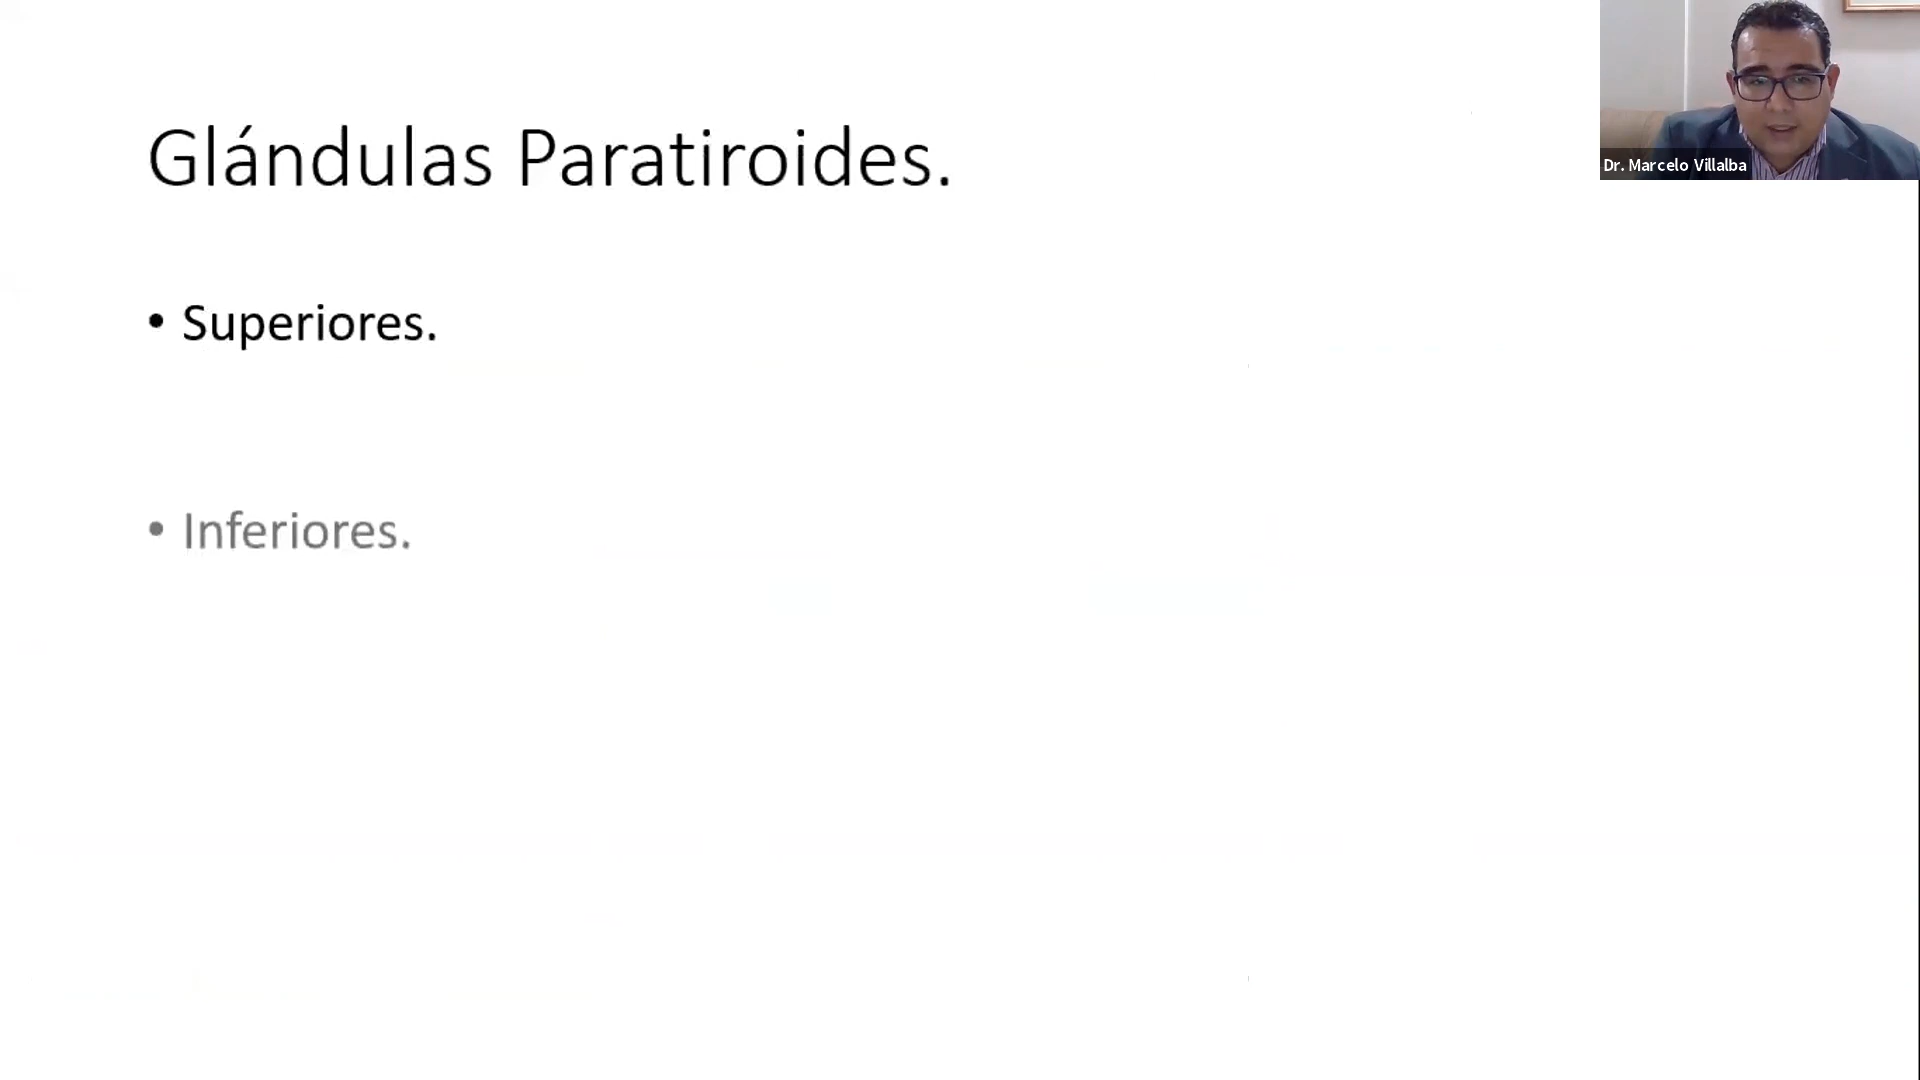 Glándulas Paratiroides.
• Superiores.
• Inferiores.
Dr. Marcelo Villalba